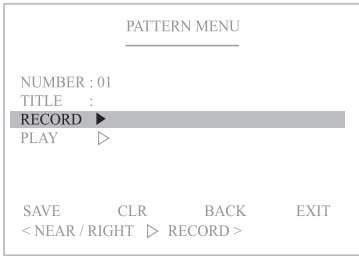 PATTERN MENU
NUMBER : 01
TITLE :
RECORD ▶
PLAY ▷
SAVE CLR BACK EXIT
< NEAR / RIGHT ▷ RECORD >